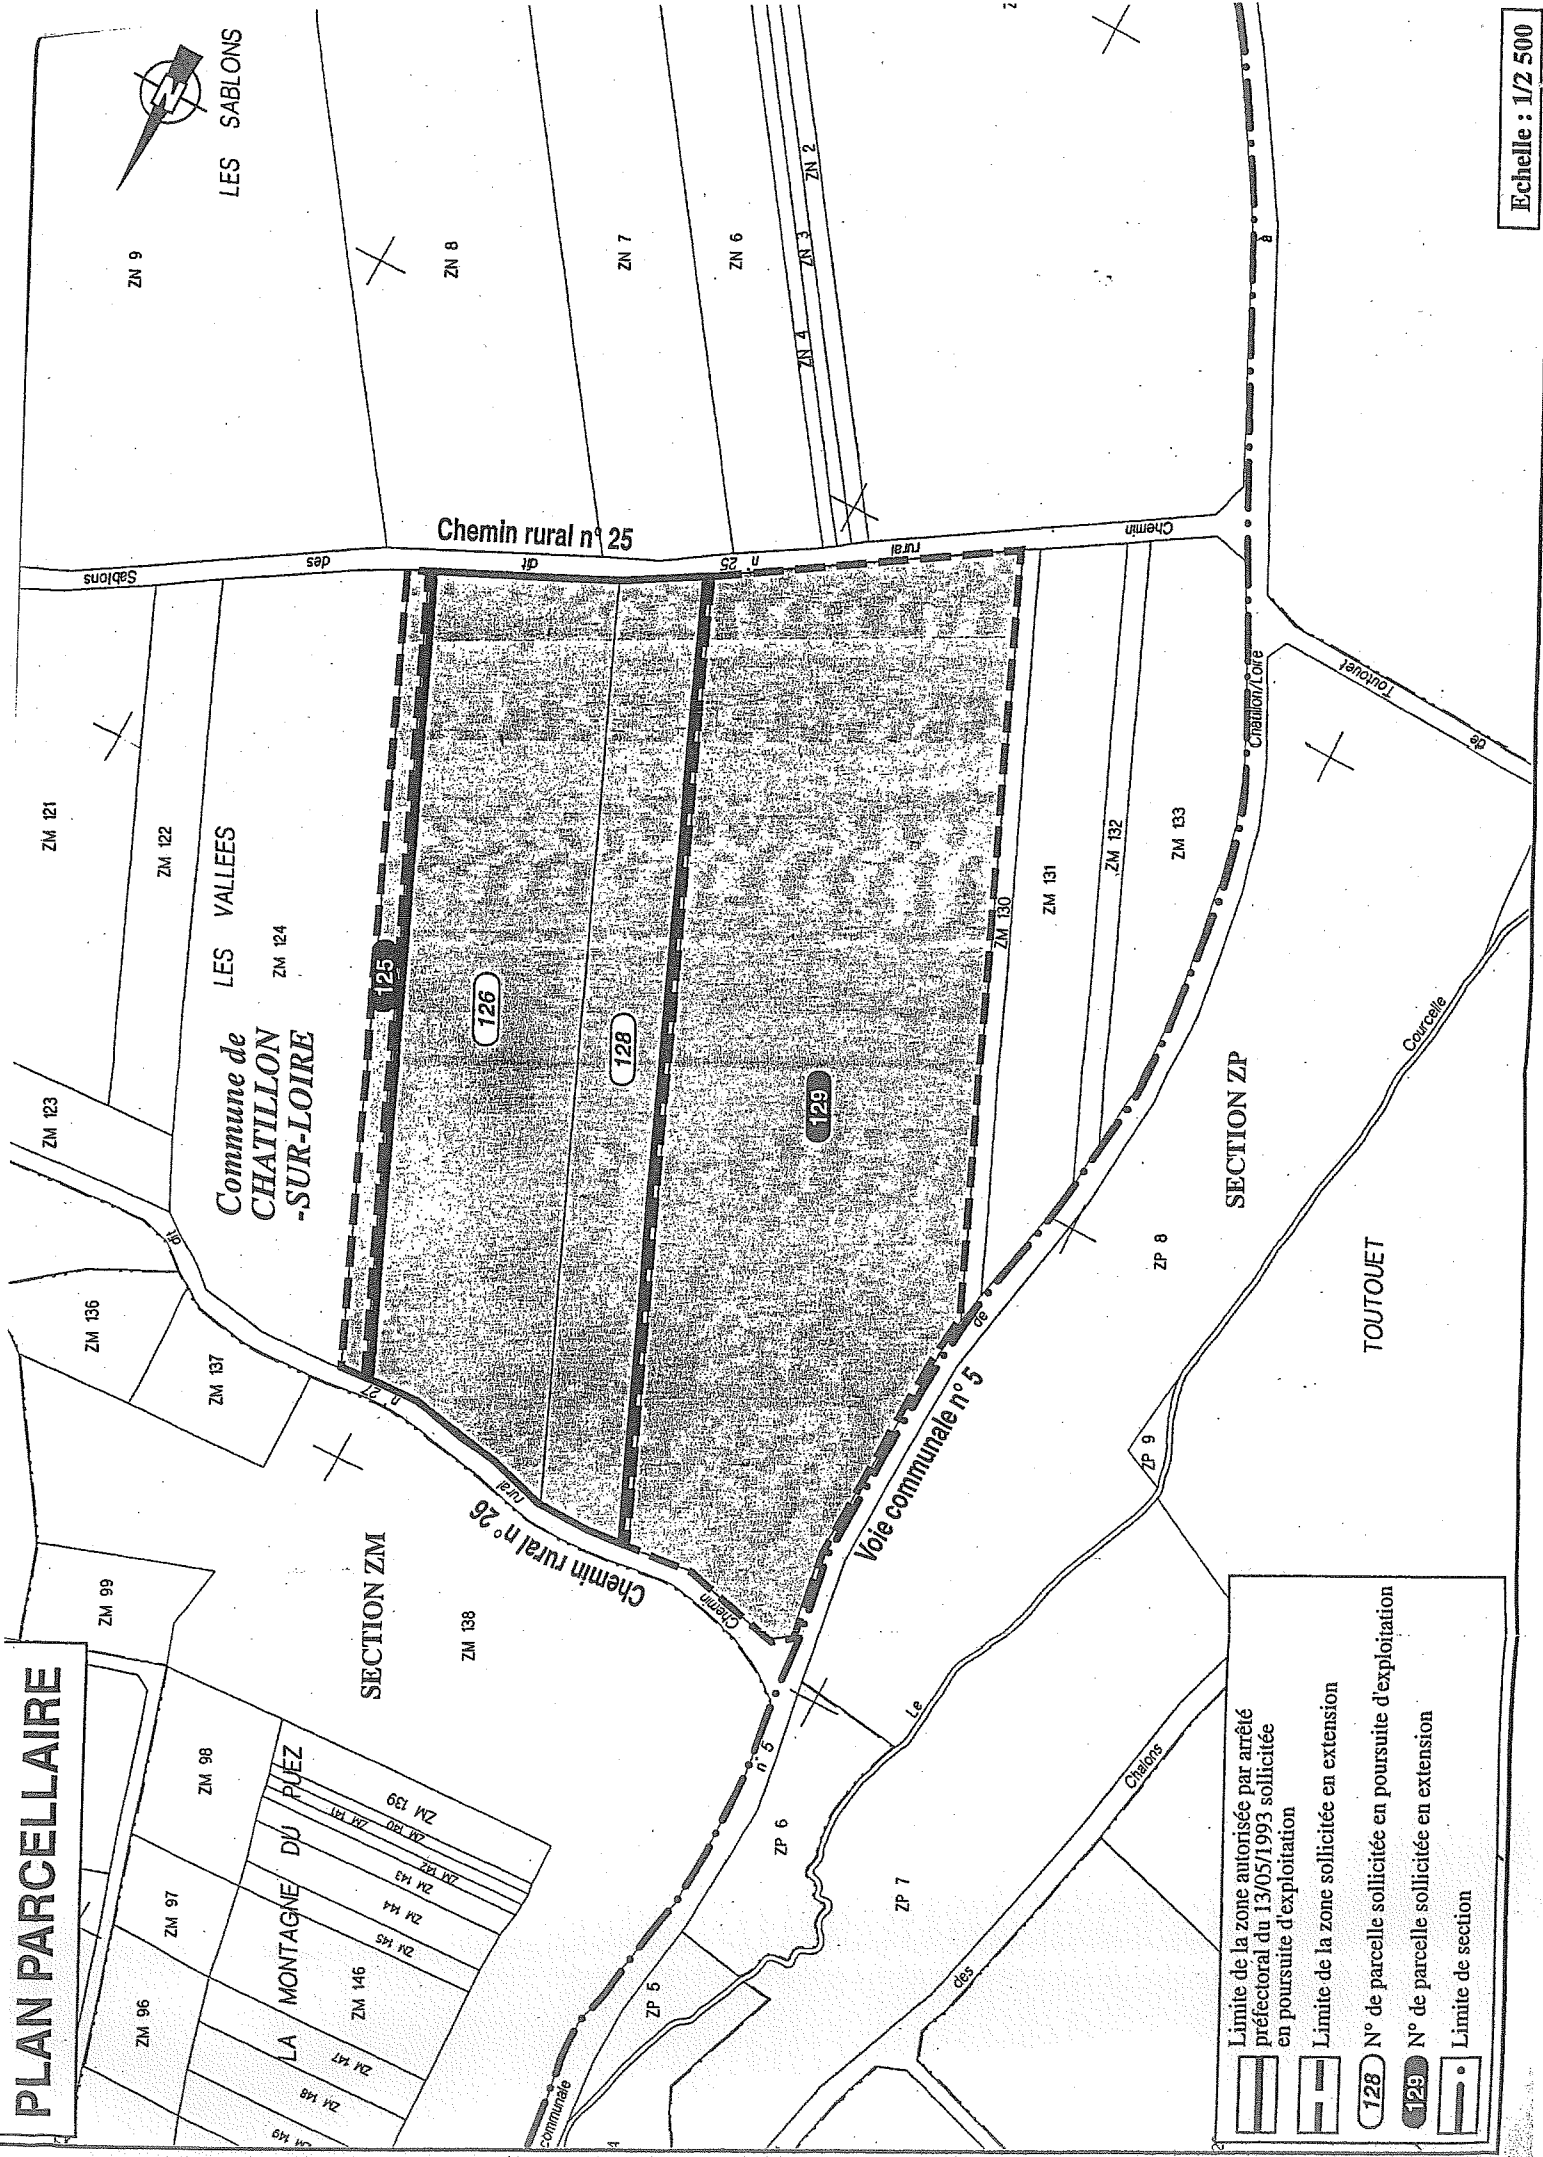 PLAN PARCELLAIRE
ZM 96
ZM 97
ZM 98
ZM 99
LA MONTAGNE DU PUEZ
ZM 139
ZM 140
ZM 141
ZM 142
ZM 143
ZM 144
ZM 145
ZM 146
ZM 147
ZM 148
SECTION ZM
ZM 138
ZM 137
ZM 136
ZM 123
ZM 121
ZM 122
dit
Commune de
CHATILLON
-SUR-LOIRE
LES VALLEES
ZM 124
ZN 9
LES SABLONS
N
ZN 8
ZN 7
ZN 6
ZN 4
ZN 3
ZN 2
Chemin rural n° 25
Sablons
des
dit
n° 25
rural
Chemin
125
126
128
129
n° 27
rural
Chemin
Chemin rural n° 26
ZM 130
ZM 131
ZM 132
ZM 133
Voie communale n° 5
communale
n° 5
de
Chatillon/Loire
à
de
Toutouet
SECTION ZP
ZP 5
ZP 6
ZP 7
ZP 8
ZP 9
Le
Courcelle
TOUTOUET
des
Chalons
Limite de la zone autorisée par arrêté
préfectoral du 13/05/1993 sollicitée
en poursuite d'exploitation
Limite de la zone sollicitée en extension
128 N° de parcelle sollicitée en poursuite d'exploitation
129 N° de parcelle sollicitée en extension
Limite de section
Echelle : 1/2 500